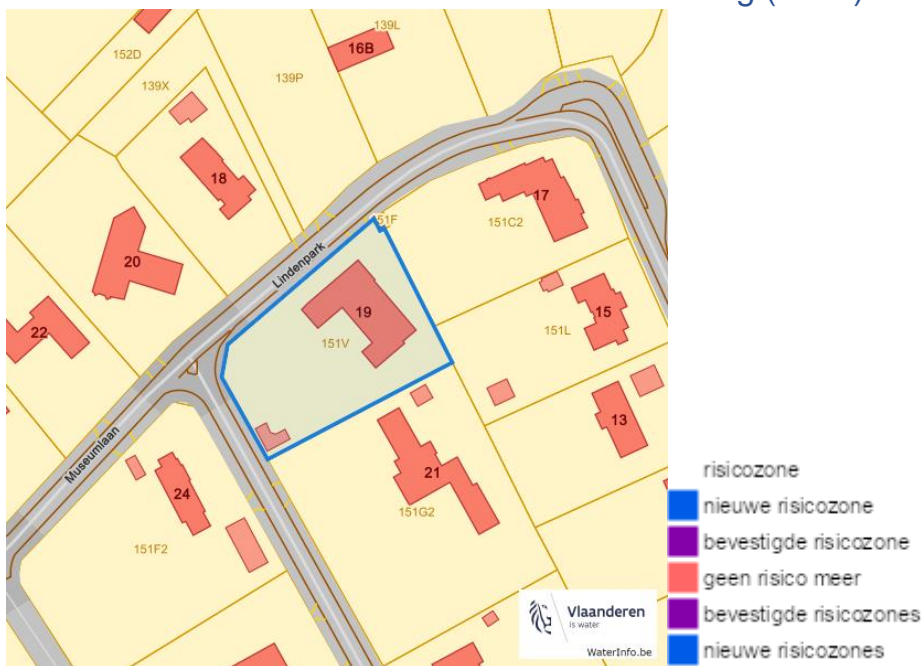 139L
152D
16B
139P
139X
18
17
151F
151C2
Lindenpark
20
15
19
151L
22
151V
13
Museumlaan
21
24
151G2
151F2
Vlaanderen
is water
WaterInfo.be
risicozone
nieuwe risicozone
bevestigde risicozone
geen risico meer
bevestigde risicozones
nieuwe risicozones